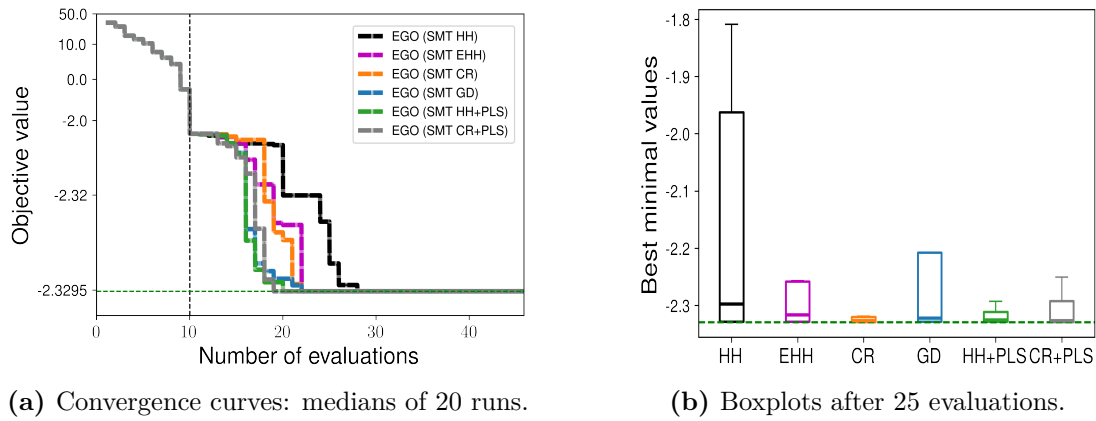 Objective value
50.0
10.0
0.0
-2.0
-2.32
-2.3295
0
10
20
30
40
Number of evaluations
EGO (SMT HH)
EGO (SMT EHH)
EGO (SMT CR)
EGO (SMT GD)
EGO (SMT HH+PLS)
EGO (SMT CR+PLS)
(a) Convergence curves: medians of 20 runs.
Best minimal values
-1.8
-1.9
-2.0
-2.1
-2.2
-2.3
HH
EHH
CR
GD
HH+PLS
CR+PLS
(b) Boxplots after 25 evaluations.